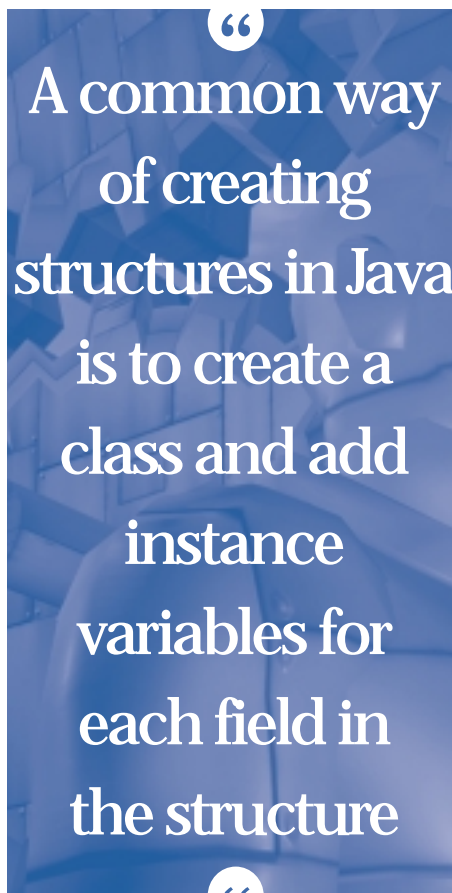 “
A common way
of creating
structures in Java
is to create a
class and add
instance
variables for
each field in
the structure
“